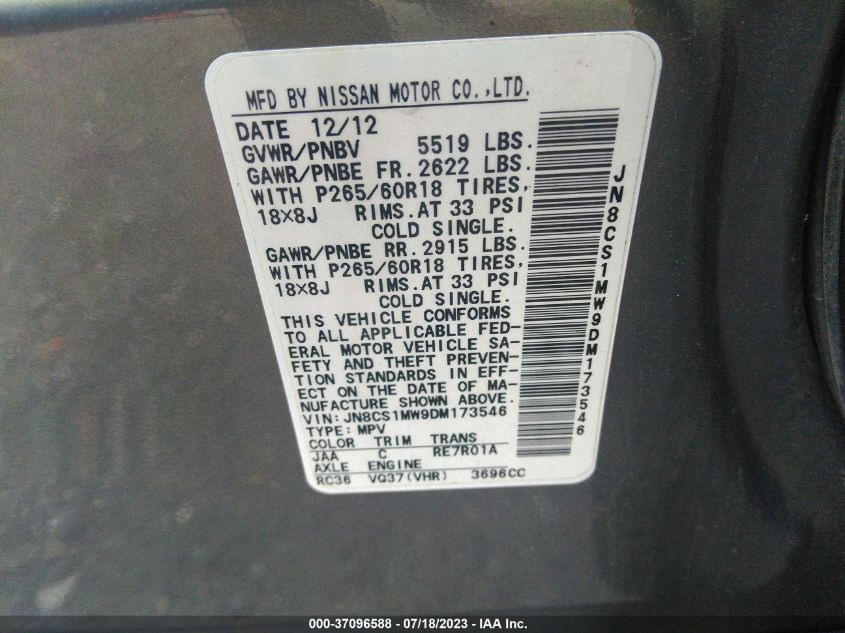 MFD BY NISSAN MOTOR CO.,LTD.
DATE 12/12
GVWR/PNBV 5519 LBS.
GAWR/PNBE FR. 2622 LBS.
WITH P265/60R18 TIRES,
18X8J RIMS. AT 33 PSI
COLD SINGLE.
GAWR/PNBE RR. 2915 LBS.
WITH P265/60R18 TIRES,
18X8J RIMS. AT 33 PSI
COLD SINGLE.
THIS VEHICLE CONFORMS
TO ALL APPLICABLE FED-
ERAL MOTOR VEHICLE SA-
FETY AND THEFT PREVEN-
TION STANDARDS IN EFF-
ECT ON THE DATE OF MA-
NUFACTURE SHOWN ABOVE.
VIN: JN8CS1MW9DM173546
TYPE: MPV
COLOR TRIM TRANS
JAA C RE7R01A
AXLE ENGINE
RC36 VQ37(VHR) 3696CC
JN8CS1MW9DM173546
000-37096588 - 07/18/2023 - IAA Inc.